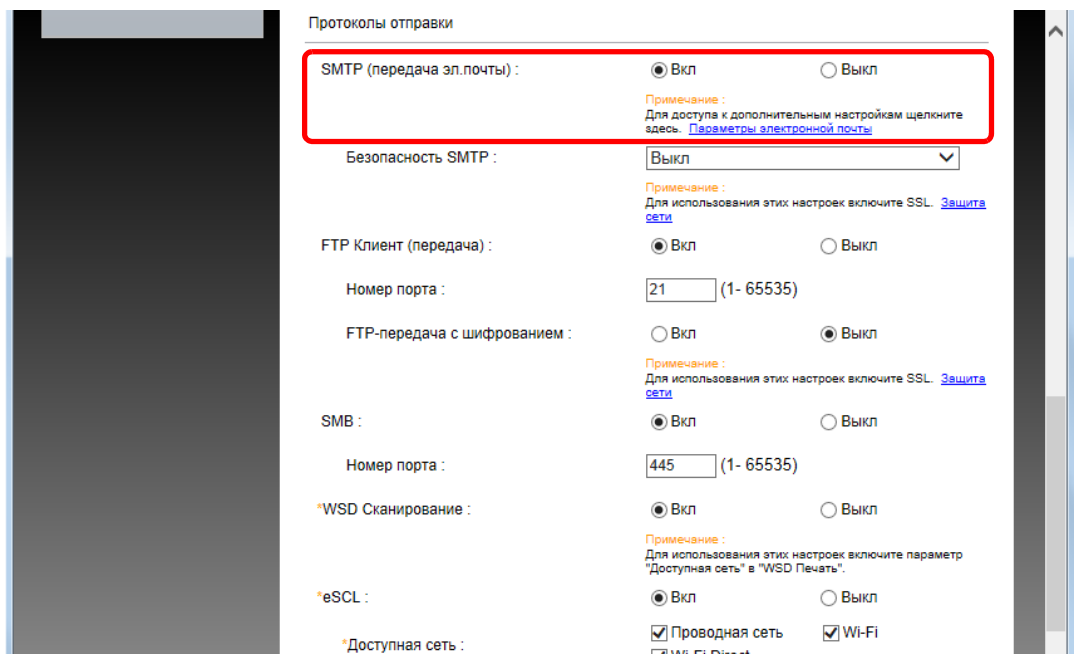 Протоколы отправки
SMTP (передача эл.почты) : Вкл Выкл
Примечание :
Для доступа к дополнительным настройкам щелкните
здесь. Параметры электронной почты
Безопасность SMTP : Выкл
Примечание :
Для использования этих настроек включите SSL. Защита
сети
FTP Клиент (передача) : Вкл Выкл
Номер порта : 21 (1- 65535)
FTP-передача с шифрованием : Вкл Выкл
Примечание :
Для использования этих настроек включите SSL. Защита
сети
SMB : Вкл Выкл
Номер порта : 445 (1- 65535)
*WSD Сканирование : Вкл Выкл
Примечание :
Для использования этих настроек включите параметр
"Доступная сеть" в "WSD Печать".
*eSCL : Вкл Выкл
*Доступная сеть : Проводная сеть Wi-Fi
Wi-Fi Direct